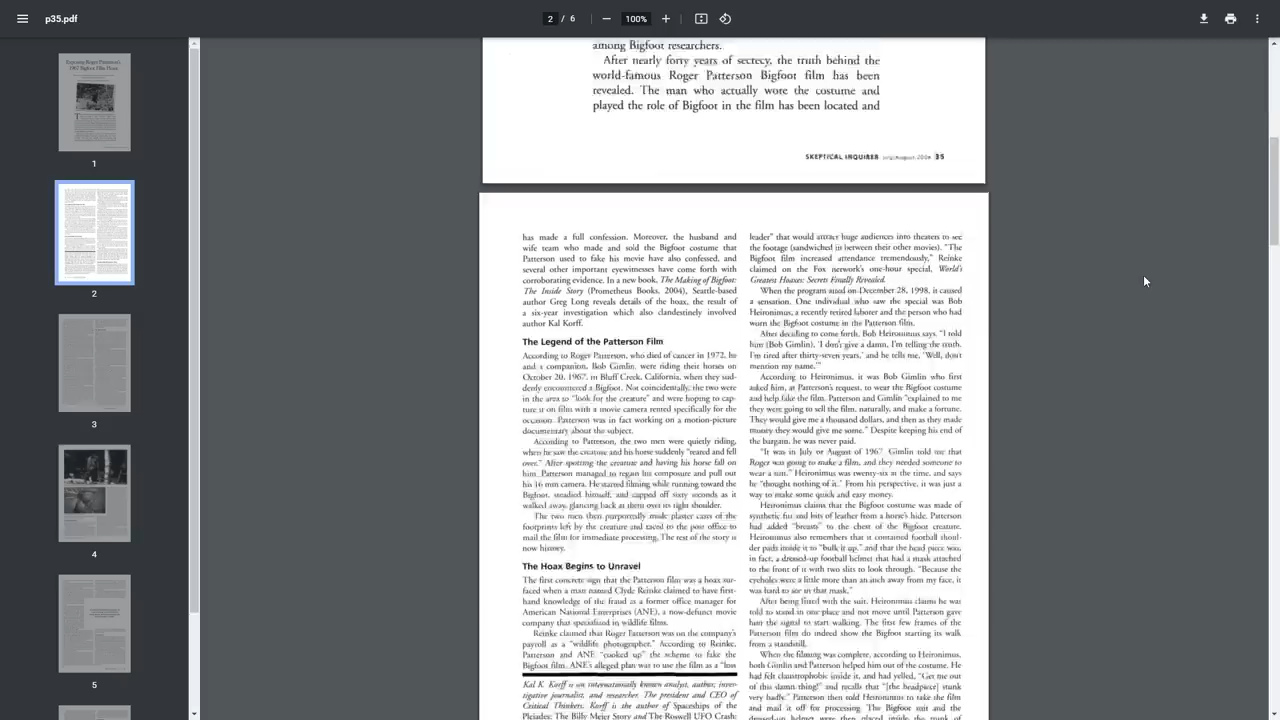 p35.pdf
2 / 6
100%
among Bigfoot researchers.
After nearly forty years of secrecy, the truth behind the
world-famous Roger Patterson Bigfoot film has been
revealed. The man who actually wore the costume and
played the role of Bigfoot in the film has been located and
SKEPTICAL INQUIRER 35
has made a full confession. Moreover, the husband and
wife team who made and sold the Bigfoot costume that
Patterson used to fake his movie have also confessed, and
several other important eyewitnesses have come forth with
corroborating evidence. In a new book, The Making of Bigfoot:
The Inside Story (Prometheus Books, 2004), Seattle-based
author Greg Long reveals details of the hoax, the result of
a six-year investigation which also clandestinely involved
author Kal Korff.
The Legend of the Patterson Film
According to Roger Patterson, who died of cancer in 1972, he
and a companion, Bob Gimlin, were riding their horses on
October 20, 1967, in Bluff Creek, California, when they sud-
denly encountered a Bigfoot. Not coincidentally, the two were
in the area to "look for the creature" and were hoping to cap-
ture it on film with a movie camera rented specifically for the
occasion. Patterson was in fact working on a motion-picture
documentary about the subject.
According to Patterson, the two men were quietly riding,
when he saw the creature and his horse suddenly "reared and fell
over." After spotting the creature and having his horse fall on
him, Patterson managed to regain his composure and pull out
his 16 mm camera. He started filming while running toward the
Bigfoot, steadied himself, and capped off sixty seconds as it
walked away, glancing back at them over its right shoulder.
The two men then purportedly made plaster casts of the
footprints left by the creature and raced to the post office to
mail the film for immediate processing. The rest of the story is
now history.
The Hoax Begins to Unravel
The first concrete sign that the Patterson film was a hoax sur-
faced when a man named Clyde Reinke claimed to have first-
hand knowledge of the fraud as a former office manager for
American National Enterprises (ANE), a now-defunct movie
company that specialized in wildlife films.
Reinke claimed that Roger Patterson was on the company's
payroll as a "wildlife photographer." According to Reinke,
Patterson and ANE "cooked up" the scheme to fake the
Bigfoot film. ANE's alleged plan was to use the film as a "loss
Kal K. Korff is an internationally known analyst, author, inves-
tigative journalist, and researcher. The president and CEO of
Critical Thinkers, Korff is the author of Spaceships of the
Pleiades: The Billy Meier Story and The Roswell UFO Crash:
leader" that would attract huge audiences into theaters to see
the footage (sandwiched in between their other movies). "The
Bigfoot film increased attendance tremendously," Reinke
claimed on the Fox network's one-hour special, World's
Greatest Hoaxes: Secrets Finally Revealed.
When the program aired on December 28, 1998, it caused
a sensation. One individual who saw the special was Bob
Heironimus, a recently retired laborer and the person who had
worn the Bigfoot costume in the Patterson film.
After deciding to come forth, Bob Heironimus says, "I told
him (Bob Gimlin), 'I don't give a damn, I'm telling the truth.
I'm tired after thirty-seven years,' and he tells me, 'Well, don't
mention my name.'"
According to Heironimus, it was Bob Gimlin who first
asked him, at Patterson's request, to wear the Bigfoot costume
and help fake the film. Patterson and Gimlin "explained to me
they were going to sell the film, naturally, and make a fortune.
They would give me a thousand dollars, and then as they made
money they would give me some." Despite keeping his end of
the bargain, he was never paid.
"It was in July or August of 1967. Gimlin told me that
Roger was going to make a film, and they needed someone to
wear a suit." Heironimus was twenty-six at the time, and says
he "thought nothing of it." From his perspective, it was just a
way to make some quick and easy money.
Heironimus claims that the Bigfoot costume was made of
synthetic fur and bits of leather from a horse's hide. Patterson
had added "breasts" to the chest of the Bigfoot creature.
Heironimus also remembers that it contained football shoul-
der pads inside it to "bulk it up," and that the head piece was,
in fact, a dressed-up football helmet that had a mask attached
to the front of it with two slits to look through. "Because the
eyeholes were a little more than an inch away from my face, it
was hard to see in that mask."
After being fitted with the suit, Heironimus claims he was
told to stand in one place and not move until Patterson gave
him the signal to start walking. The first few frames of the
Patterson film do indeed show the Bigfoot starting its walk
from a standstill.
When the filming was complete, according to Heironimus,
both Gimlin and Patterson helped him out of the costume. He
had felt claustrophobic inside it, and had yelled, "Get me out
of this damn thing!" and recalls that "[the headpiece] stunk
very badly." Patterson then told Heironimus to take the film
and mail it off for processing. The Bigfoot suit and the
dressed-up helmet were then placed inside the trunk of
1
2
3
4
5